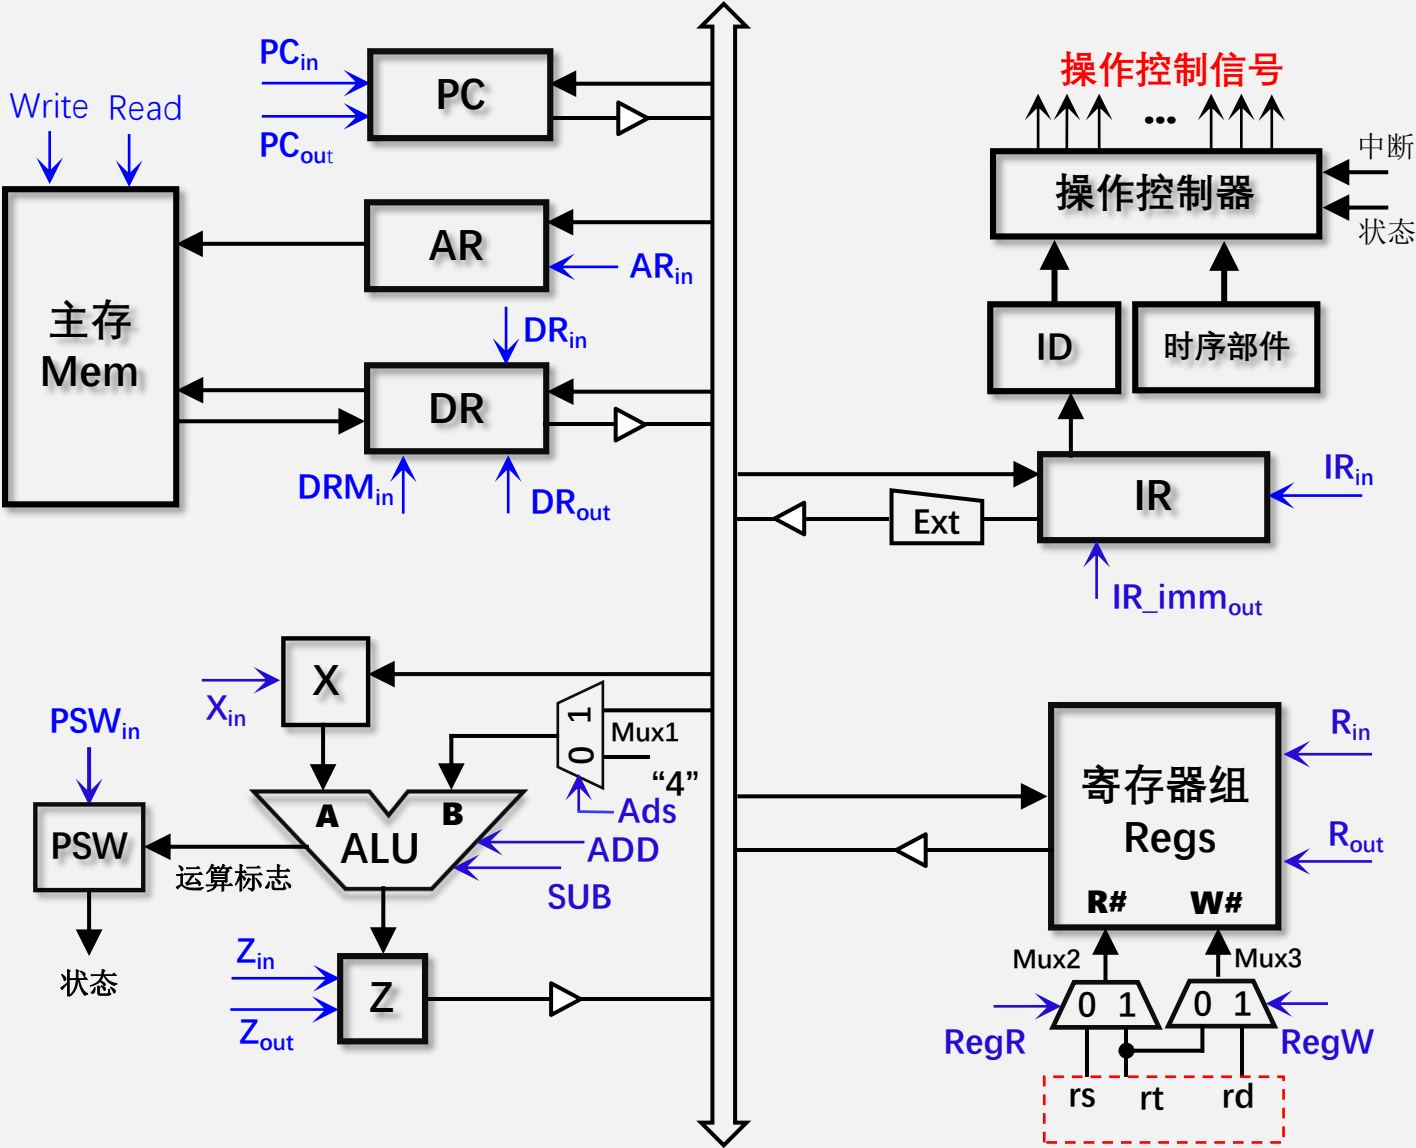 PCin
PC
PCout
Write
Read
操作控制信号
...
中断
操作控制器
状态
AR
ARin
主存
Mem
DRin
DR
DRMin
DRout
ID
时序部件
IR
IRin
Ext
IR_immout
X
Xin
PSWin
1
0
Mux1
“4”
Ads
A
B
ALU
ADD
SUB
PSW
运算标志
状态
Zin
Z
Zout
寄存器组
Regs
Rin
Rout
R#
W#
Mux2
Mux3
0 1
0 1
RegR
RegW
rs
rt
rd